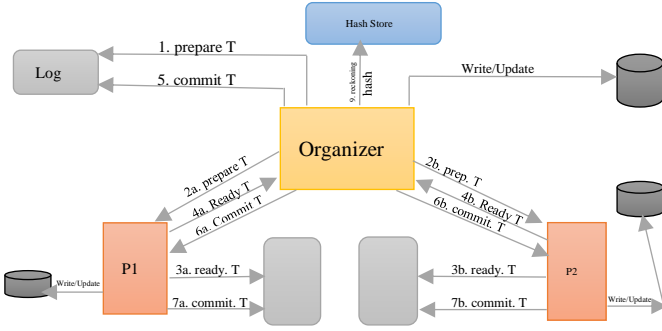 Hash Store
1. prepare T
Log
5. commit T
9. reckoning
hash
Write/Update
Organizer
2a. prepare T
4a. Ready T
6a. Commit T
2b. prep. T
4b. Ready T
6b. commit. T
P1
3a. ready. T
7a. commit. T
Write/Update
3b. ready. T
7b. commit. T
P2
Write/Update